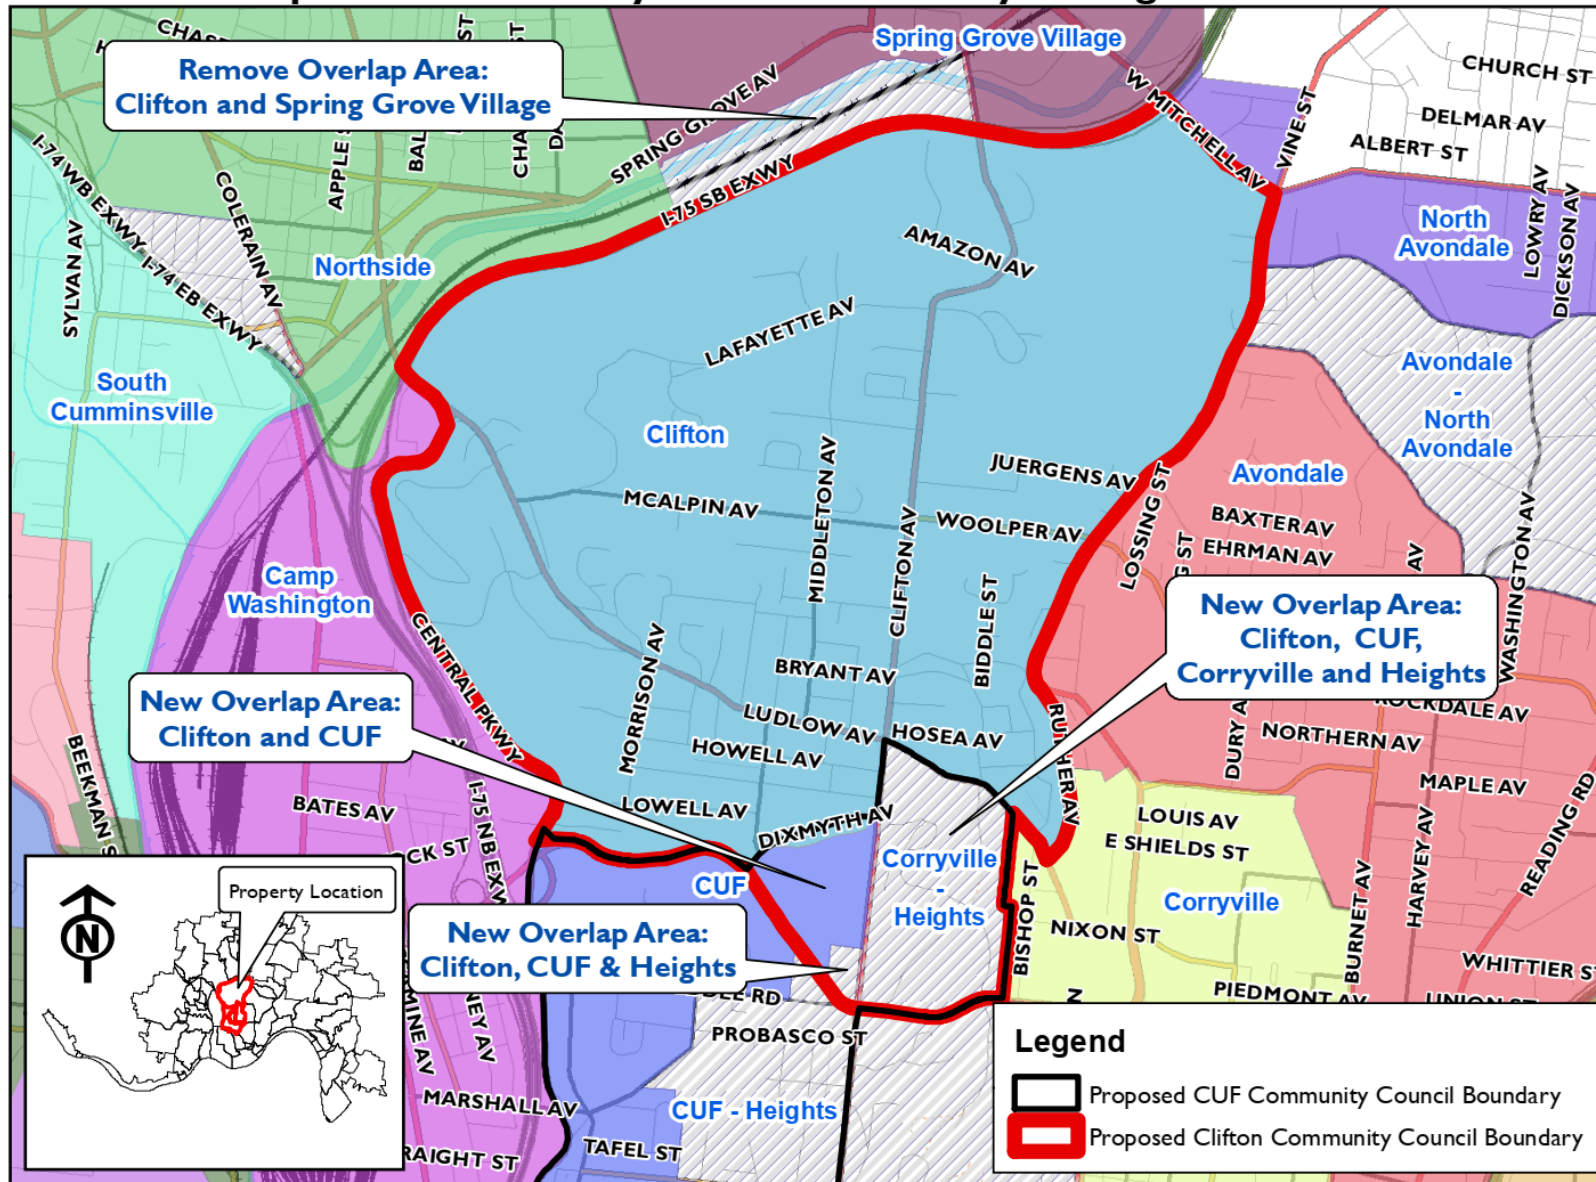 Spring Grove Village
Remove Overlap Area:
Clifton and Spring Grove Village
CHURCH ST
DELMAR AV
ALBERT ST
VINE ST
W MITCHELL AV
SPRING GROVE AV
I-75 SB EXWY
I-74 WB EXWY
I-74 EB EXWY
COLERAIN AV
SYLVAN AV
Northside
AMAZON AV
LAFAYETTE AV
North
Avondale
LOWRY AV
DICKSON AV
South
Cumminsville
Clifton
Avondale
-
North
Avondale
Avondale
JUERGENS AV
LOSSING ST
MCALPIN AV
MIDDLETON AV
CLIFTON AV
WOOLPER AV
BAXTER AV
EHRMAN AV
WASHINGTON AV
Camp
Washington
CENTRAL PKWY
BIDDLE ST
New Overlap Area:
Clifton, CUF,
Corryville and Heights
MORRISON AV
BRYANT AV
New Overlap Area:
Clifton and CUF
LUDLOW AV
HOSEA AV
HOWELL AV
ROCKDALE AV
NORTHERN AV
MAPLE AV
READING RD
BATES AV
I-75 NB EXWY
LOWELL AV
DIXMYTH AV
LOUIS AV
E SHIELDS ST
HARVEY AV
BURNET AV
Property Location
N
CUF
Corryville
-
Heights
Corryville
BISHOP ST
NIXON ST
New Overlap Area:
Clifton, CUF & Heights
PIEDMONT AV
PROBASCO ST
MARSHALL AV
CUF - Heights
TAFEL ST
Legend
Proposed CUF Community Council Boundary
Proposed Clifton Community Council Boundary